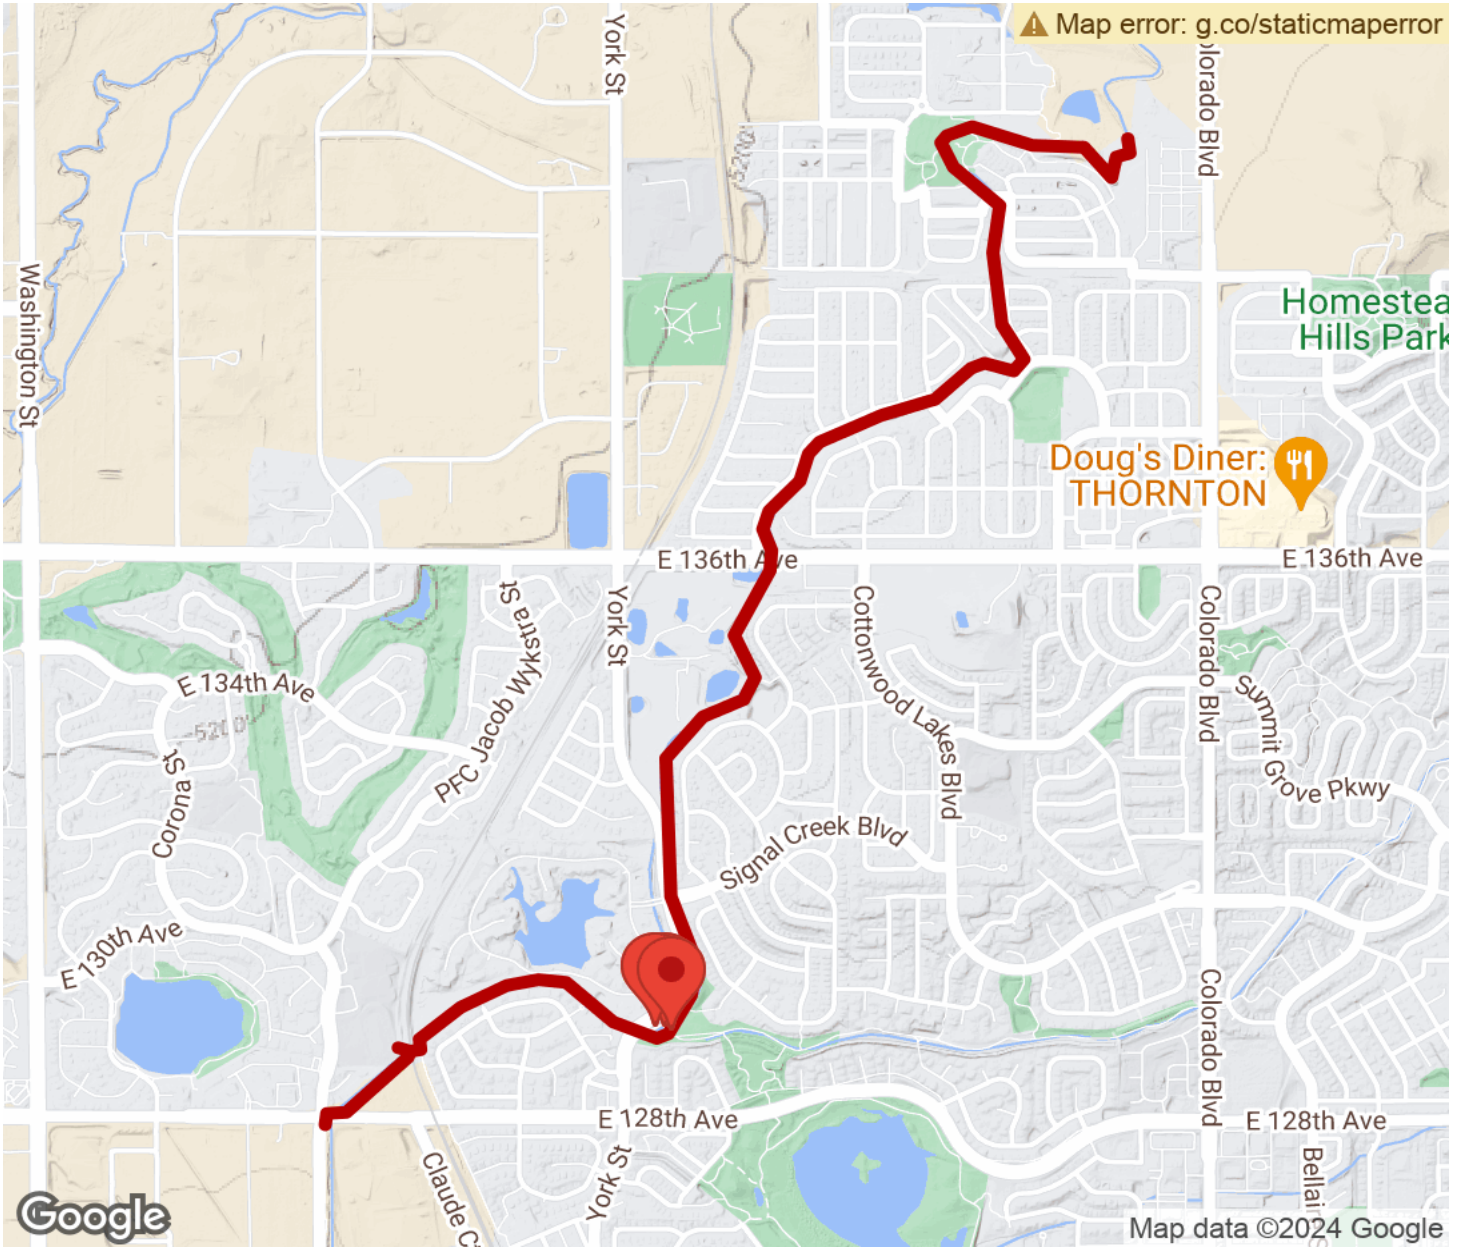 Map error: g.co/staticmaperror
York St
olorado Blvd
Washington St
Homestea
Hills Park
Doug's Diner:
THORNTON
E 136th Ave
E 136th Ave
York St
PFC Jacob Wykstra St
Cottonwood Lakes Blvd
Colorado Blvd
E 134th Ave
Summit Grove Pkwy
Corona St
Signal Creek Blvd
E 130th Ave
Colorado Blvd
E 128th Ave
E 128th Ave
York St
Claude C
Bellair
Google
Map data ©2024 Google